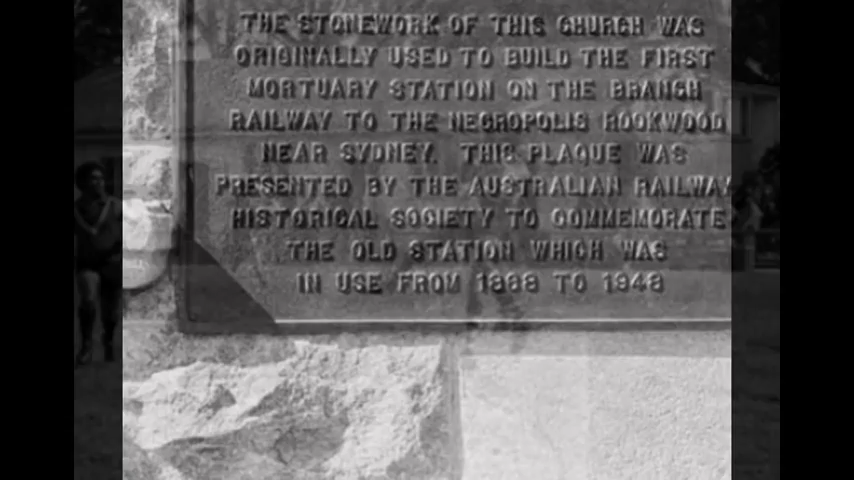 THE STONEWORK OF THIS CHURCH WAS
ORIGINALLY USED TO BUILD THE FIRST
MORTUARY STATION ON THE BRANCH
RAILWAY TO THE NECROPOLIS ROOKWOOD
NEAR SYDNEY. THIS PLAQUE WAS
PRESENTED BY THE AUSTRALIAN RAILWAY
HISTORICAL SOCIETY TO COMMEMORATE
THE OLD STATION WHICH WAS
IN USE FROM 1868 TO 1948